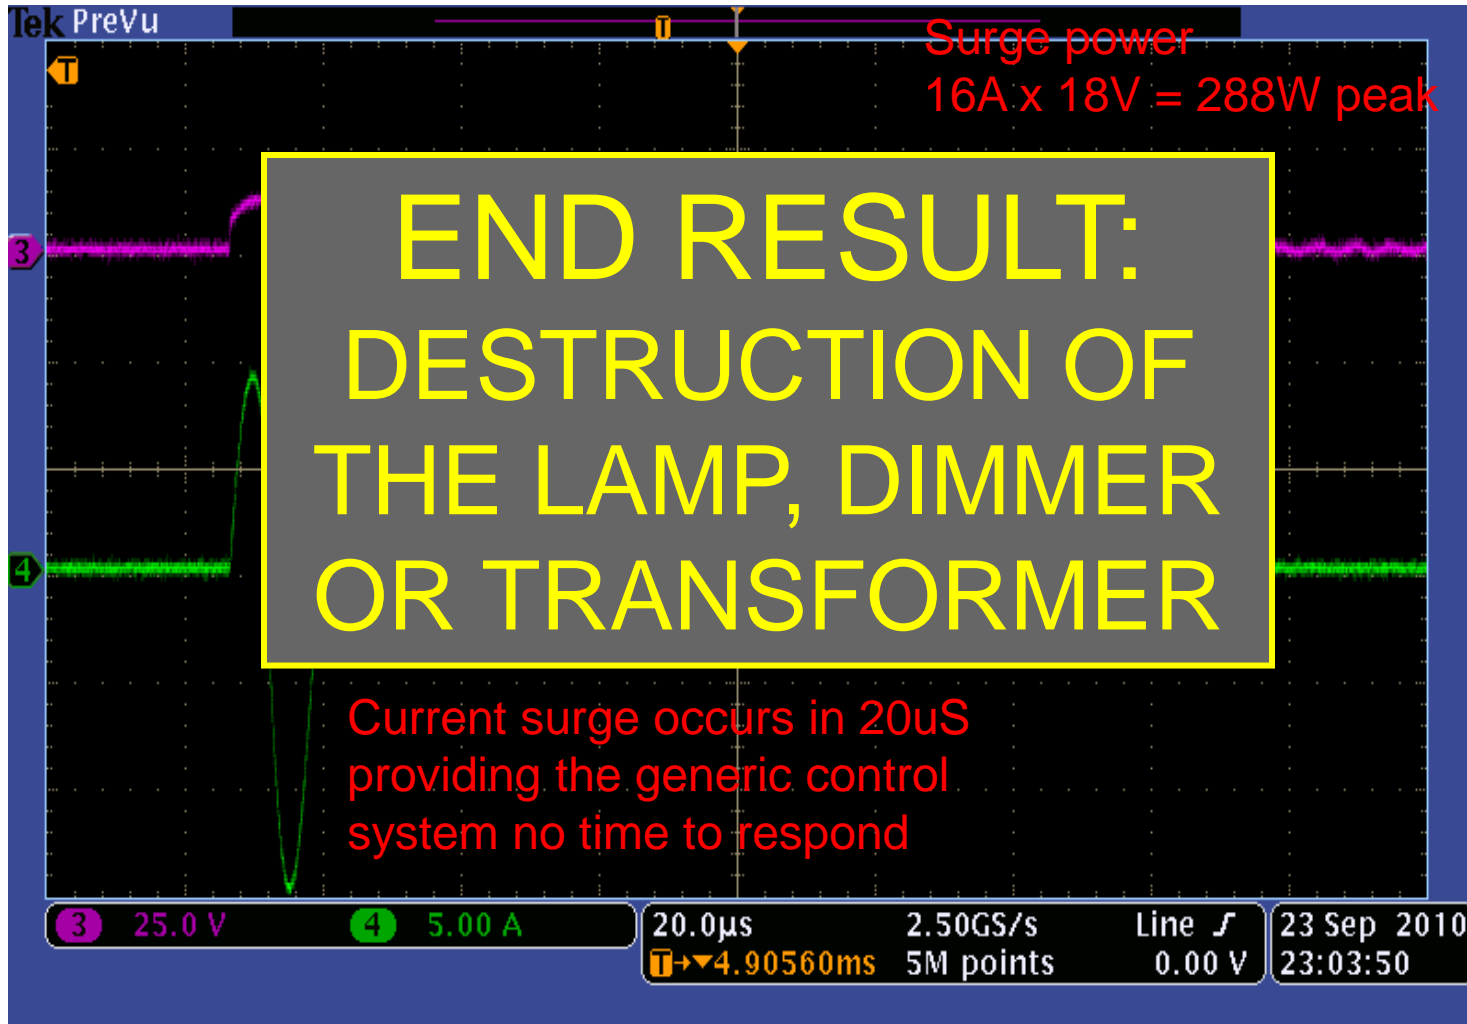 Tek PreVu
T
Surge power
T
16A x 18V = 288W peak
END RESULT:
3
DESTRUCTION OF
THE LAMP, DIMMER
4
OR TRANSFORMER
Current surge occurs in 20uS
providing the generic control
system no time to respond
3 25.0 V 4 5.00 A 20.0µs 2.50GS/s Line 23 Sep 2010
T→▼4.90560ms 5M points 0.00 V 23:03:50